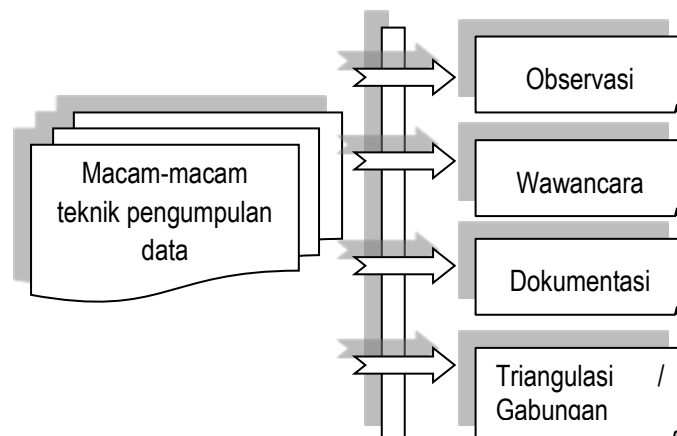 Macam-macam
teknik pengumpulan
data
Observasi
Wawancara
Dokumentasi
Triangulasi /
Gabungan